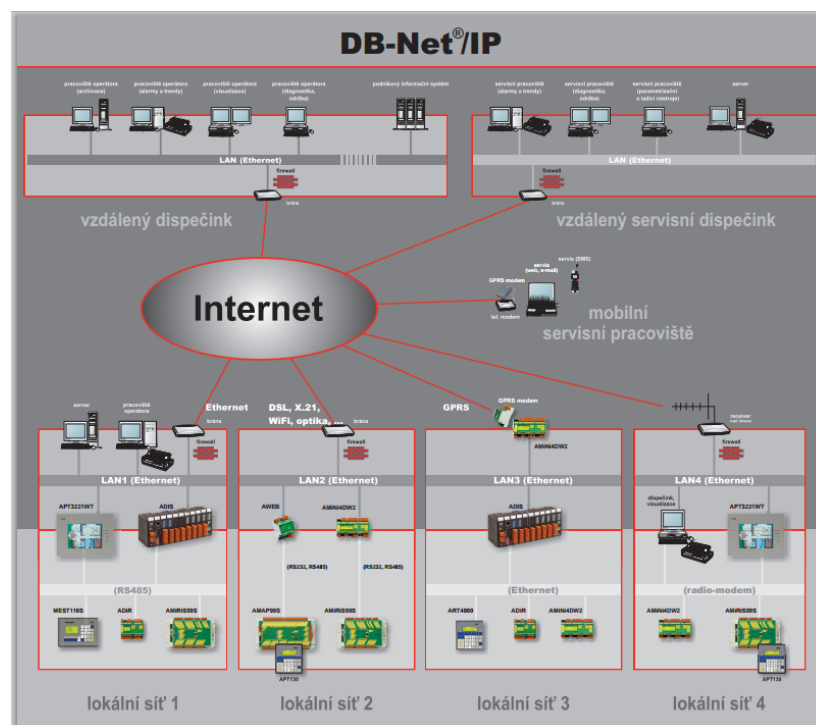 DB-Net®/IP
pracoviště operátora
(archivace)
pracoviště operátora
(alarmy a trendy)
pracoviště operátora
(vizualizace)
pracoviště operátora
(diagnostika,
údržba)
podnikový informační systém
servisní pracoviště
(alarmy a trendy)
servisní pracoviště
(diagnostika,
údržba)
servisní pracoviště
(parametrizační
a ladicí nástroje)
server
LAN (Ethernet)
LAN (Ethernet)
firewall
brána
firewall
brána
vzdálený dispečink
vzdálený servisní dispečink
Internet
servis (SMS)
servis
(web, e-mail)
GPRS modem
tel. modem
mobilní
servisní pracoviště
server
pracoviště
operátora
Ethernet
brána
firewall
DSL, X.21,
WiFi, optika, ...
brána
firewall
GPRS
GPRS modem
AMiNi4DW2
receiver
firewall
LAN1 (Ethernet)
LAN2 (Ethernet)
LAN3 (Ethernet)
LAN4 (Ethernet)
APT3221WT
ADiS
AWEB
AMiNi4DW2
ADiS
dispečink,
vizualizace
APT3221WT
(RS232, RS485)
(RS232, RS485)
(RS485)
(Ethernet)
(radio-modem)
MEST110S
ADiR
AMiRiS99S
AMAP99S
AMiRiS99S
ART4000
ADiR
AMiNi4DW2
AMiNi4DW2
AMiRiS99S
APT130
APT130
lokální síť 1
lokální síť 2
lokální síť 3
lokální síť 4